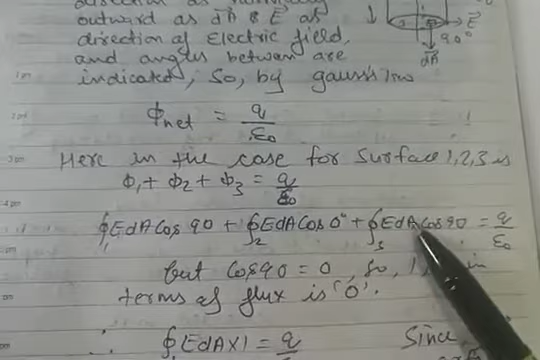 outward as dA & E as
direction of Electric field,
and angles between are
indicated, So, by gauss's law
E
90°
dA
Φnet = q/ε0
Here in the case for Surface 1,2,3 is
Φ1 + Φ2 + Φ3 = q/ε0
∮1 EdA Cos 90 + ∮2 EdA Cos 0° + ∮3 EdA Cos 90 = q/ε0
but Cos 90 = 0, So, 1
terms of flux is '0'.
∴ ∮ EdA X 1 = q
Since,